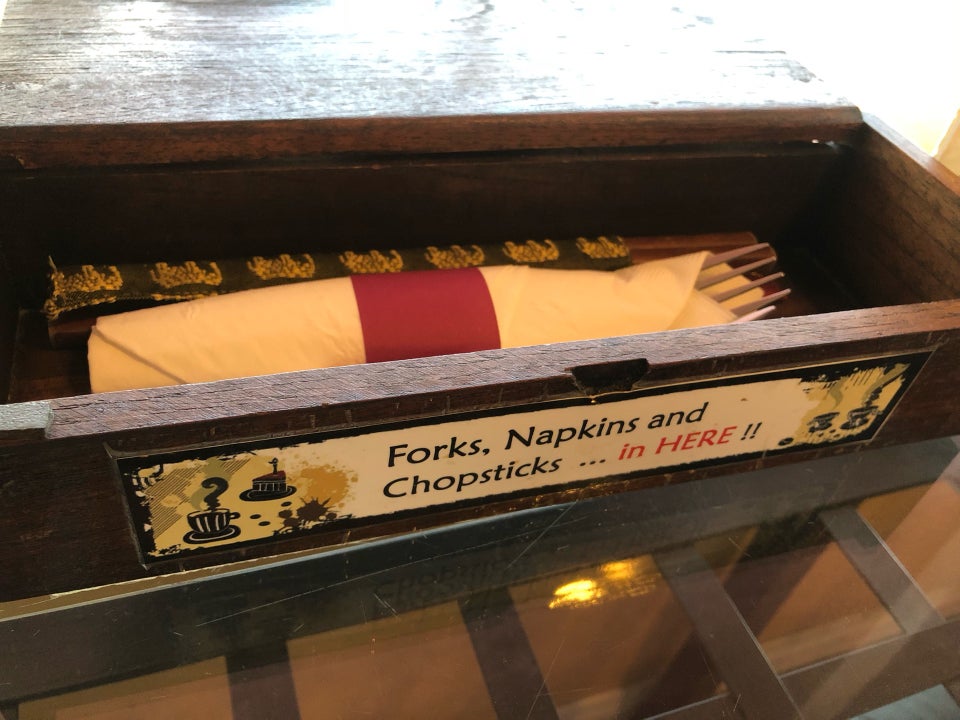 Forks, Napkins and
Chopsticks ... in HERE !!